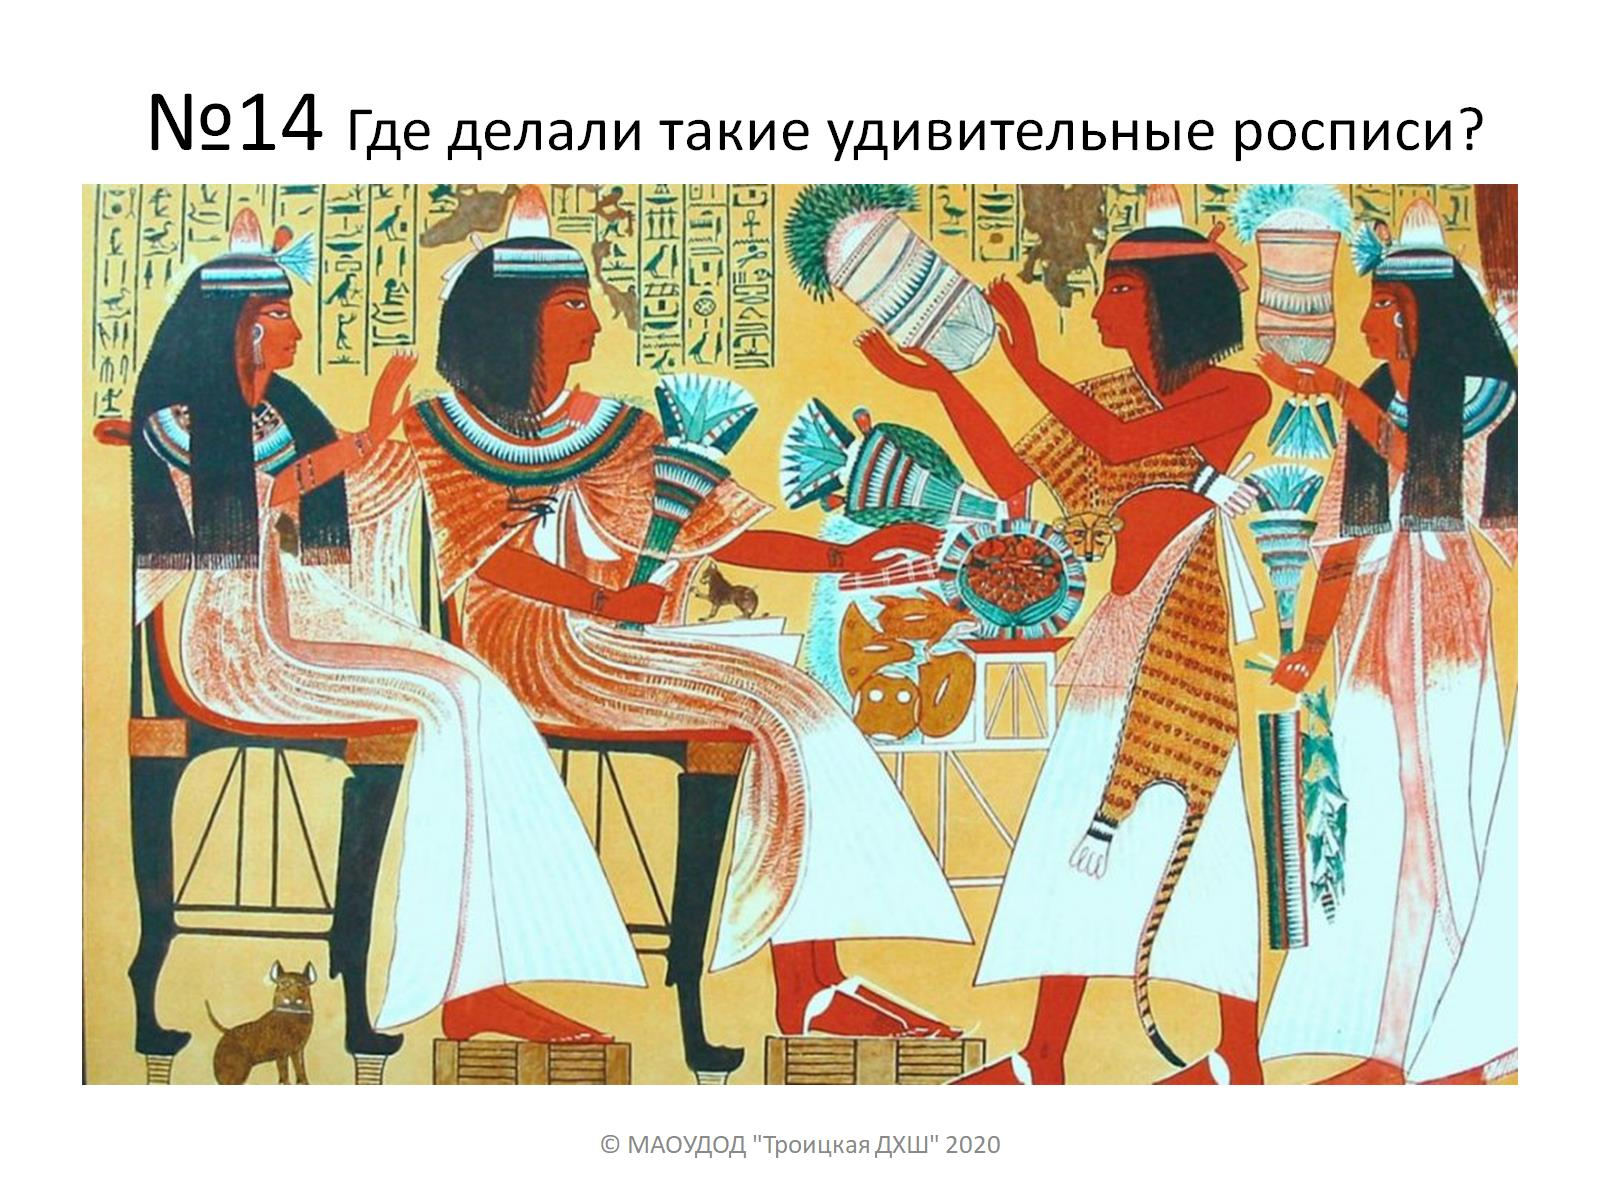 №14 Где делали такие удивительные росписи?
© МАОУДОД "Троицкая ДХШ" 2020